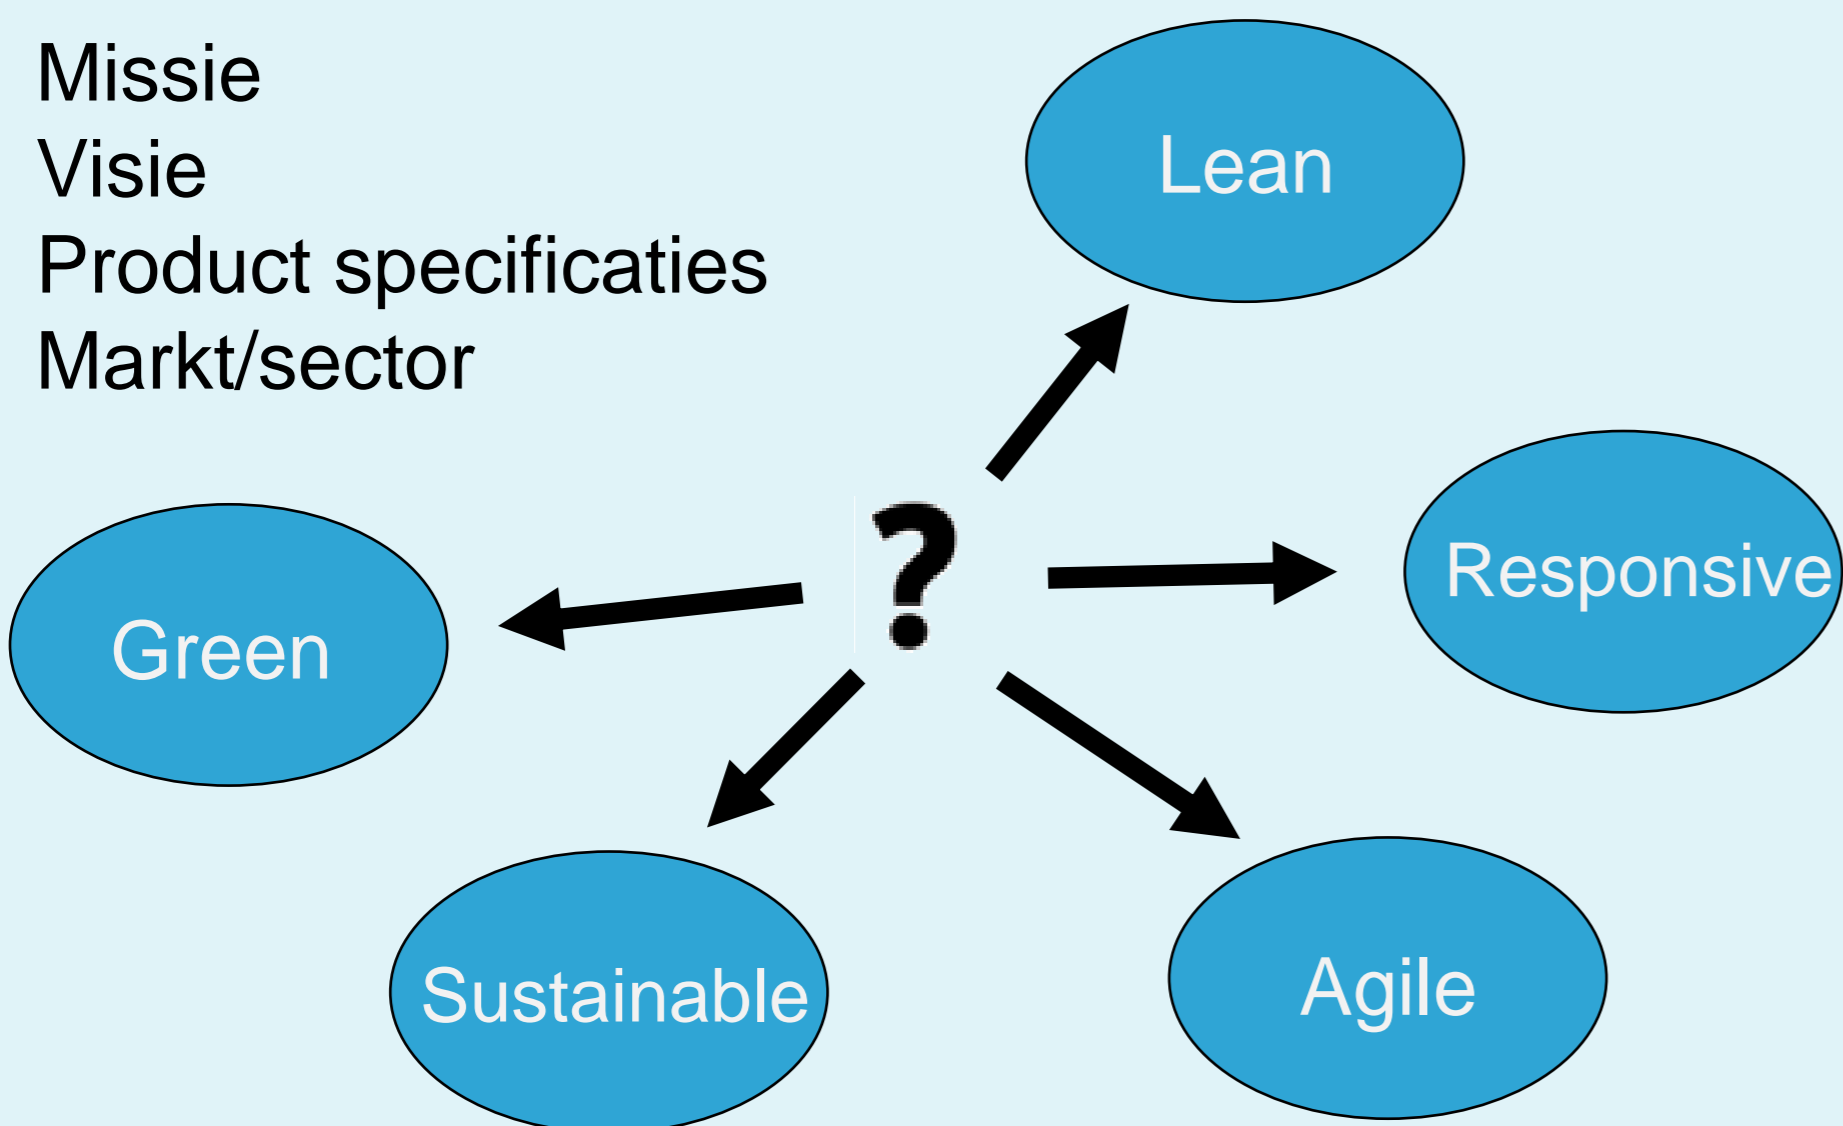 Missie
Visie
Product specificaties
Markt/sector
Lean
Responsive
?
Green
Sustainable
Agile